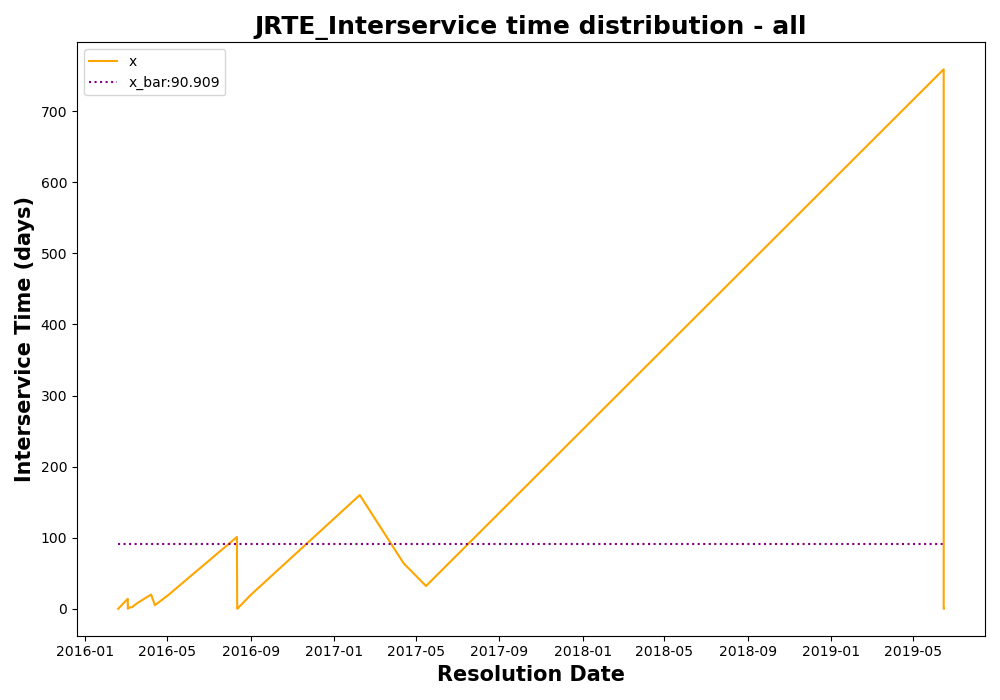 JRTE_Interservice time distribution - all
x
x_bar:90.909
Interservice Time (days)
700
600
500
400
300
200
100
0
2016-01 2016-05 2016-09 2017-01 2017-05 2017-09 2018-01 2018-05 2018-09 2019-01 2019-05
Resolution Date